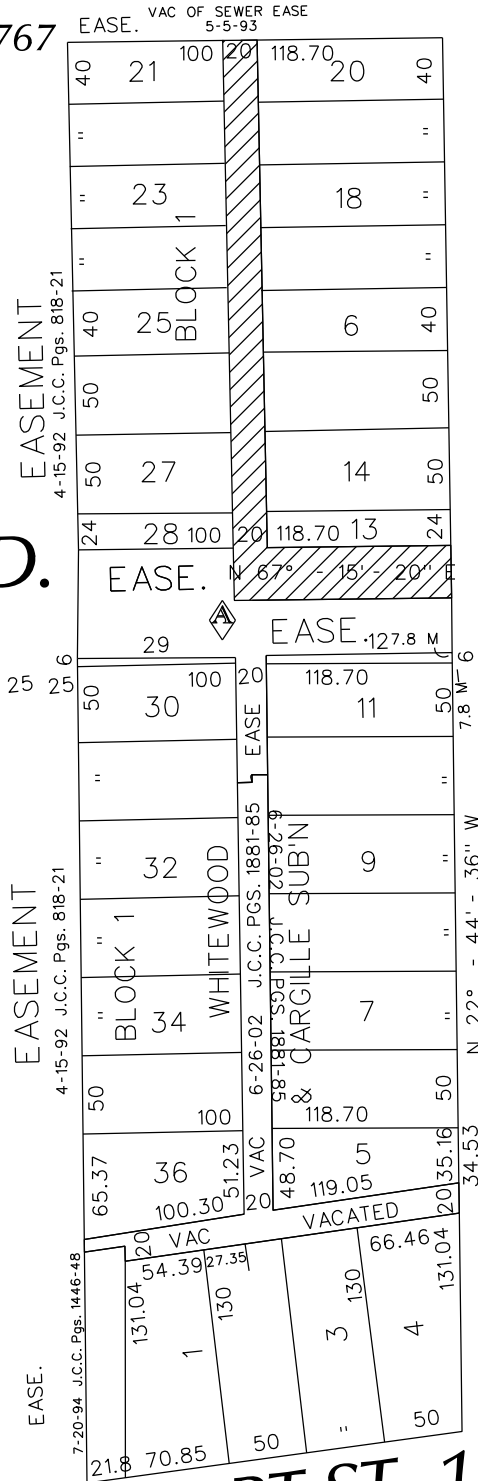 767
EASE.
VAC OF SEWER EASE
5-5-93
40 21 100 20 118.70 20 40
" "
" 23 18 "
" "
EASEMENT
4-15-92 J.C.C. Pgs. 818-21
BLOCK 1
40 25 6 40
50 50
50 27 14 50
24 28 100 20 118.70 13 24
D.
EASE.
N 67° - 15' - 20" E
A
EASE.
127.8 M
6 29 6
7.8 M
25 25 50 30 100 20 118.70 11 50
EASE
" "
" 32 9 "
" "
" 34 7 "
EASEMENT
4-15-92 J.C.C. Pgs. 818-21
BLOCK 1
WHITEWOOD
& CARGILLE SUB'N
VAC 6-26-02 J.C.C. PGS. 1881-85
6-26-02 J.C.C. PGS. 1881-85
N 22° - 44' - 36" W
50 100 118.70 50
65.37 36 51.23 48.70 5 35.16 34.53
100.30 20 119.05 20
VAC VACATED
20 54.39 27.35 66.46
131.04 130 130 131.04
1 3 4
"
EASE.
7-20-94 J.C.C. Pgs. 1446-48
21.8 70.85 50 50